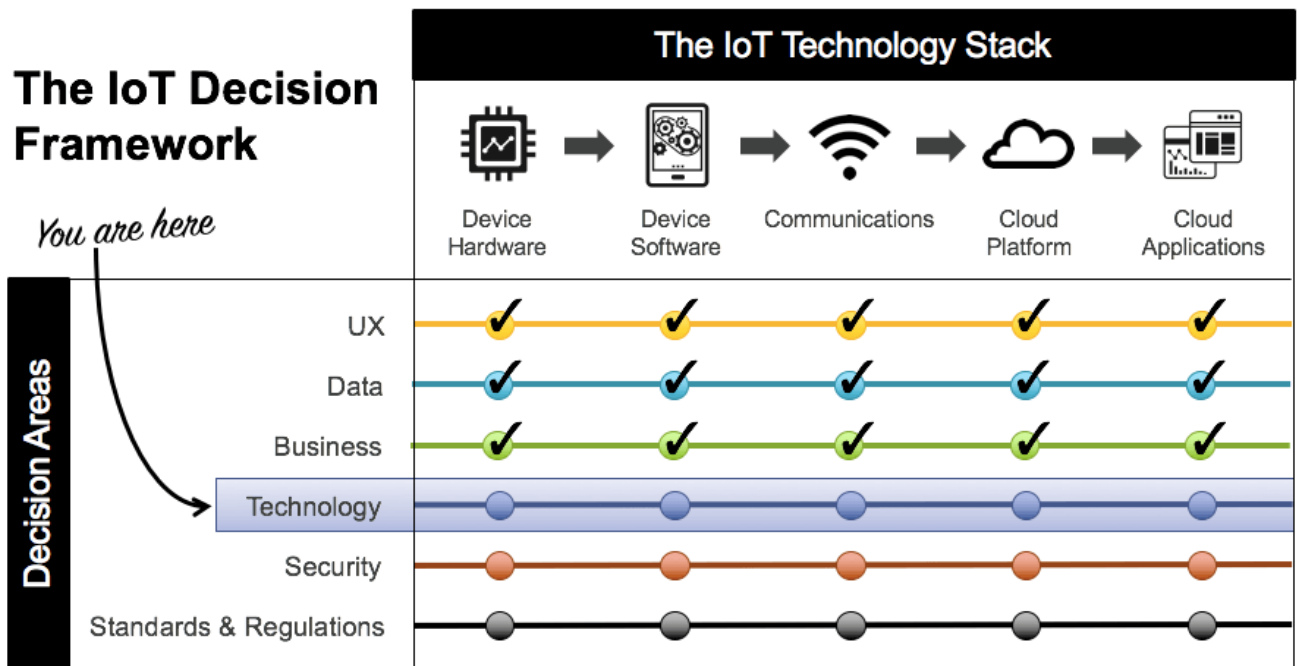 The IoT Technology Stack
The IoT Decision
Framework
You are here
Device
Hardware
Device
Software
Communications
Cloud
Platform
Cloud
Applications
Decision Areas
UX
Data
Business
Technology
Security
Standards & Regulations